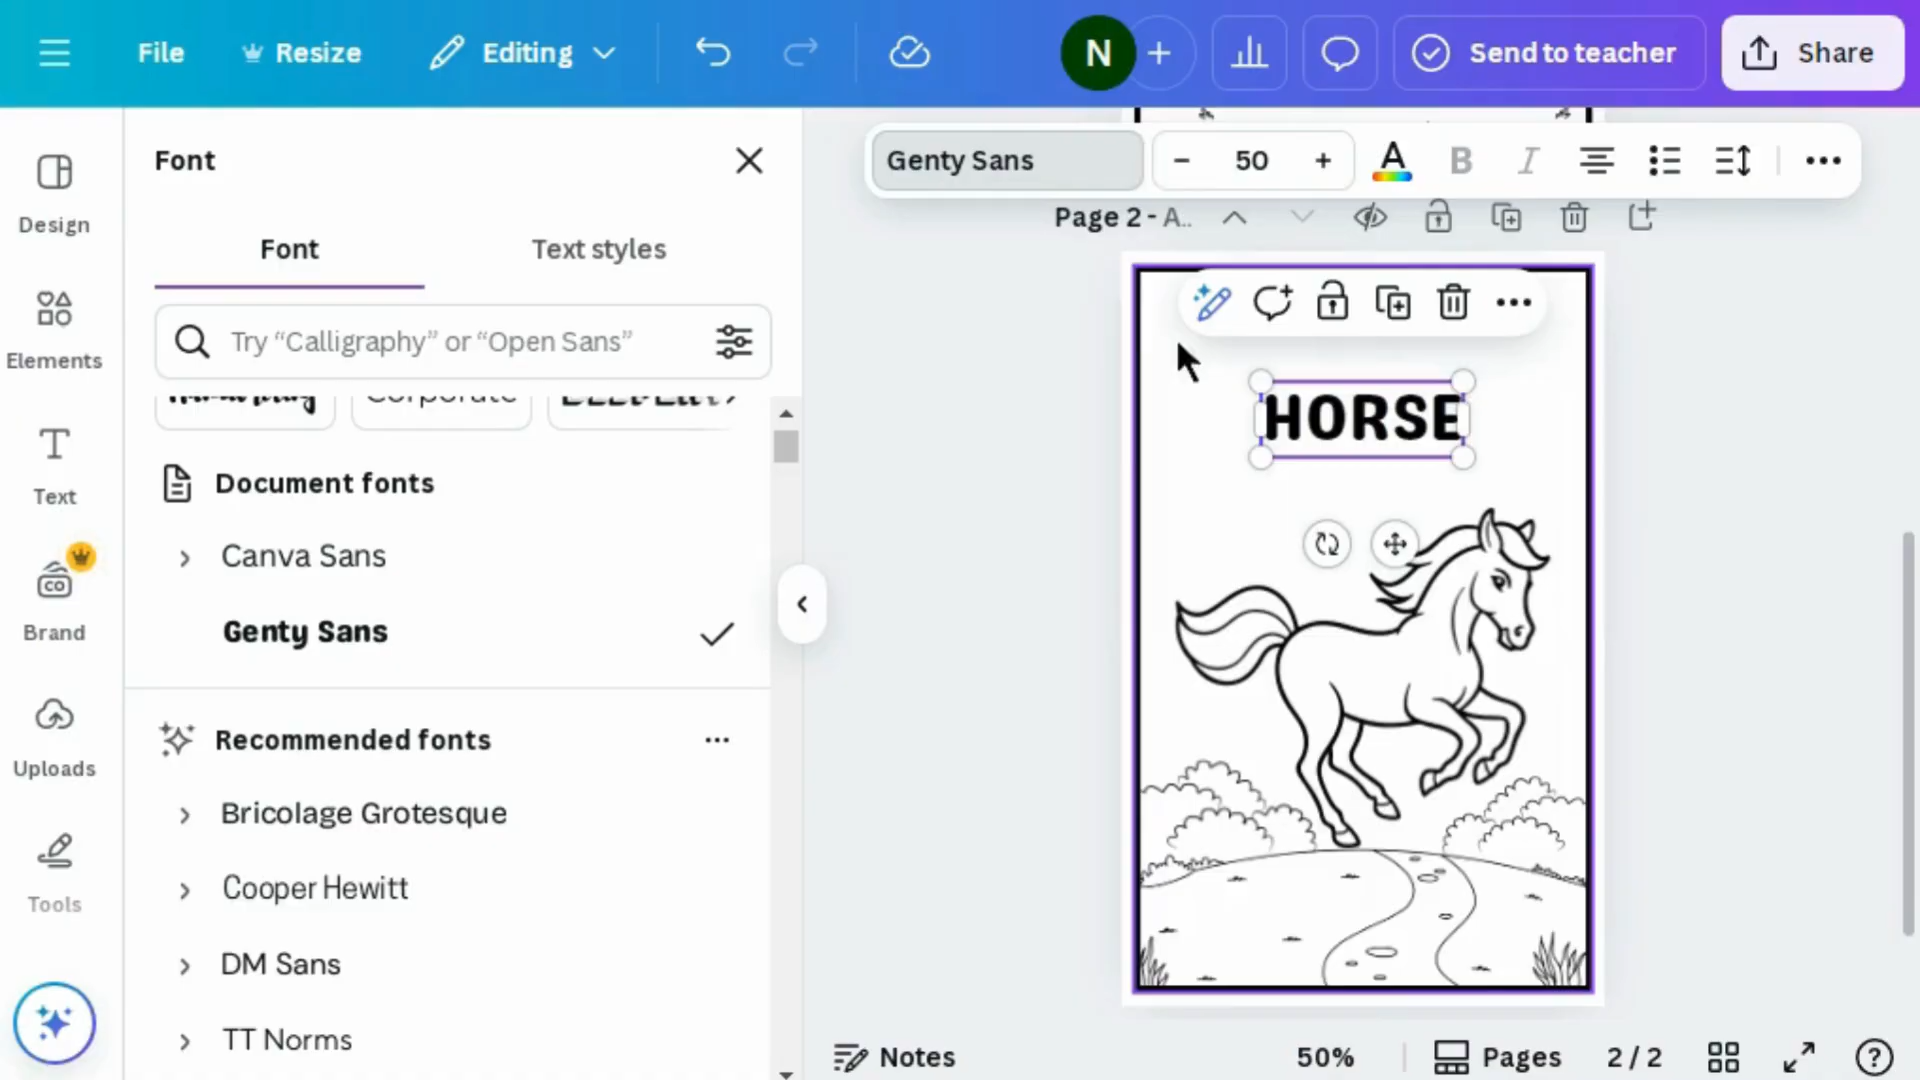 File Resize Editing N Send to teacher Share
Design
Elements
Text
Brand
CO
Uploads
Tools
Font
Font Text styles
Try “Calligraphy” or “Open Sans”
Corporate
Document fonts
Canva Sans
Genty Sans
Recommended fonts
Bricolage Grotesque
Cooper Hewitt
DM Sans
TT Norms
Genty Sans − 50 + A B I
Page 2 - A..
HORSE
Notes 50% Pages 2 / 2